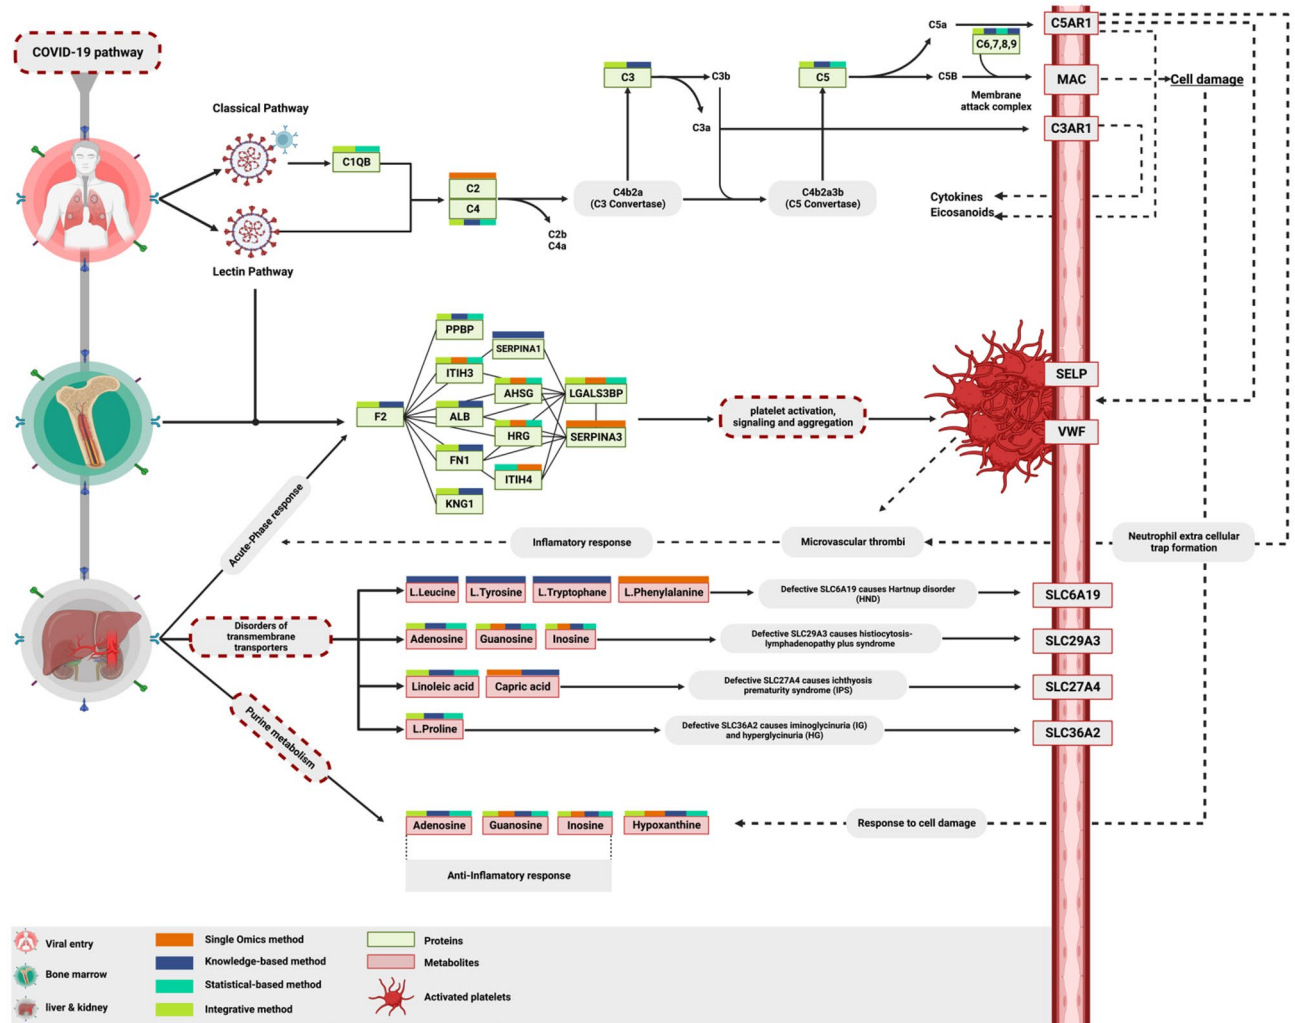 COVID-19 pathway
Classical Pathway
Lectin Pathway
C1QB
C2
C4
C2b
C4a
C4b2a
(C3 Convertase)
C3
C3b
C3a
C4b2a3b
(C5 Convertase)
C5
C5a
C5B
C6,7,8,9
Membrane
attack complex
C5AR1
MAC
C3AR1
Cell damage
Cytokines
Eicosanoids
F2
PPBP
SERPINA1
ITIH3
AHSG
LGALS3BP
ALB
HRG
SERPINA3
FN1
ITIH4
KNG1
platelet activation,
signaling and aggregation
SELP
VWF
Acute-Phase response
Inflamatory response
Microvascular thrombi
Neutrophil extra cellular
trap formation
Disorders of
transmembrane
transporters
L.Leucine
L.Tyrosine
L.Tryptophane
L.Phenylalanine
Defective SLC6A19 causes Hartnup disorder
(HND)
SLC6A19
Adenosine
Guanosine
Inosine
Defective SLC29A3 causes histiocytosis-
lymphadenopathy plus syndrome
SLC29A3
Linoleic acid
Capric acid
Defective SLC27A4 causes ichthyosis
prematurity syndrome (IPS)
SLC27A4
L.Proline
Defective SLC36A2 causes iminoglycinuria (IG)
and hyperglycinuria (HG)
SLC36A2
Purine metabolism
Adenosine
Guanosine
Inosine
Hypoxanthine
Response to cell damage
Anti-Inflamatory response
Viral entry
Bone marrow
liver & kidney
Single Omics method
Knowledge-based method
Statistical-based method
Integrative method
Proteins
Metabolites
Activated platelets